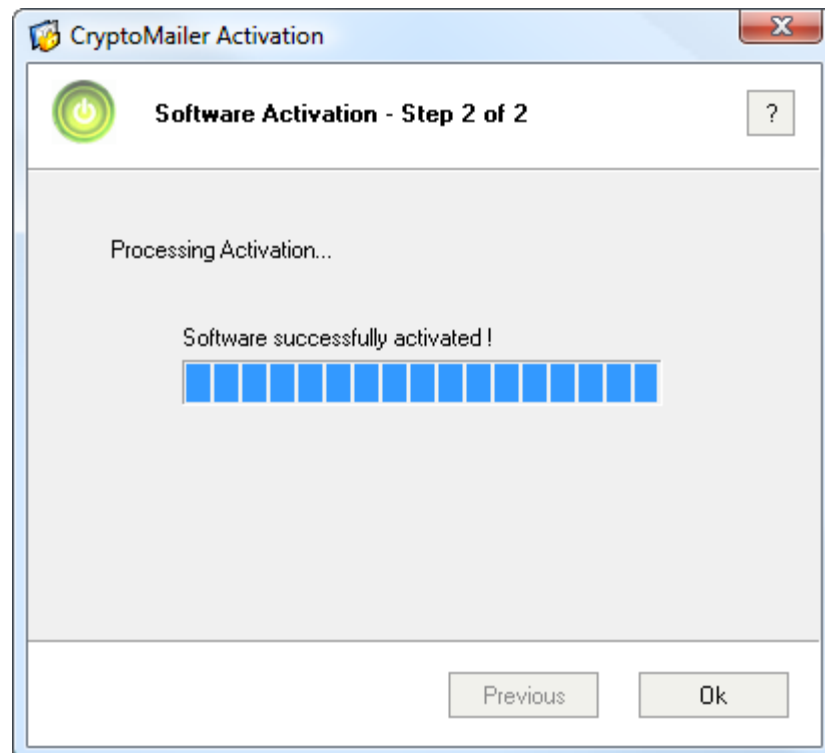 CryptoMailer Activation
Software Activation - Step 2 of 2
?
Processing Activation...
Software successfully activated !
Previous
Ok